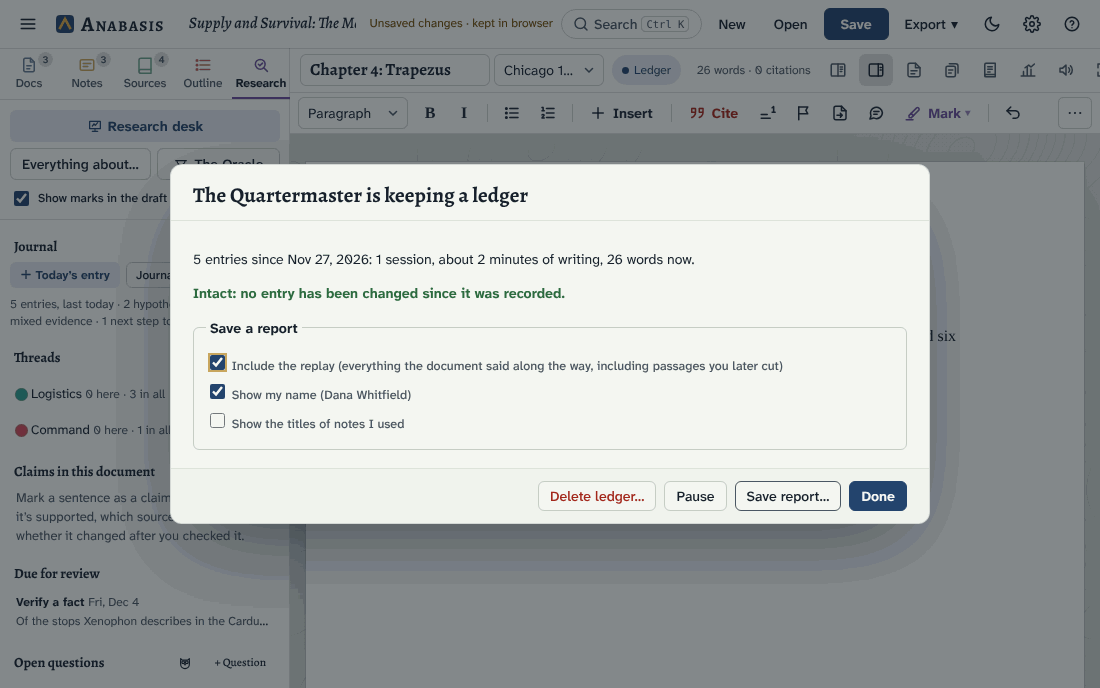 ANABASIS
Supply and Survival: The M
Unsaved changes · kept in browser
Search Ctrl K
New
Open
Save
Export ▾
Docs 3
Notes 3
Sources 4
Outline
Research
Chapter 4: Trapezus
Chicago 1...
Ledger
26 words · 0 citations
Research desk
Paragraph
B
I
Insert
Cite
Mark ▾
...
Everything about...
The Oracle
Show marks in the draft
Journal
+ Today's entry
Journa
5 entries, last today · 2 hypoth
mixed evidence · 1 next step to
Threads
Logistics 0 here · 3 in all
Command 0 here · 1 in all
Claims in this document
Mark a sentence as a claim
it's supported, which source
whether it changed after you checked it.
Due for review
Verify a fact Fri, Dec 4
Of the stops Xenophon describes in the Cardu...
Open questions
+ Question
d six
The Quartermaster is keeping a ledger
5 entries since Nov 27, 2026: 1 session, about 2 minutes of writing, 26 words now.
Intact: no entry has been changed since it was recorded.
Save a report
Include the replay (everything the document said along the way, including passages you later cut)
Show my name (Dana Whitfield)
Show the titles of notes I used
Delete ledger...
Pause
Save report...
Done